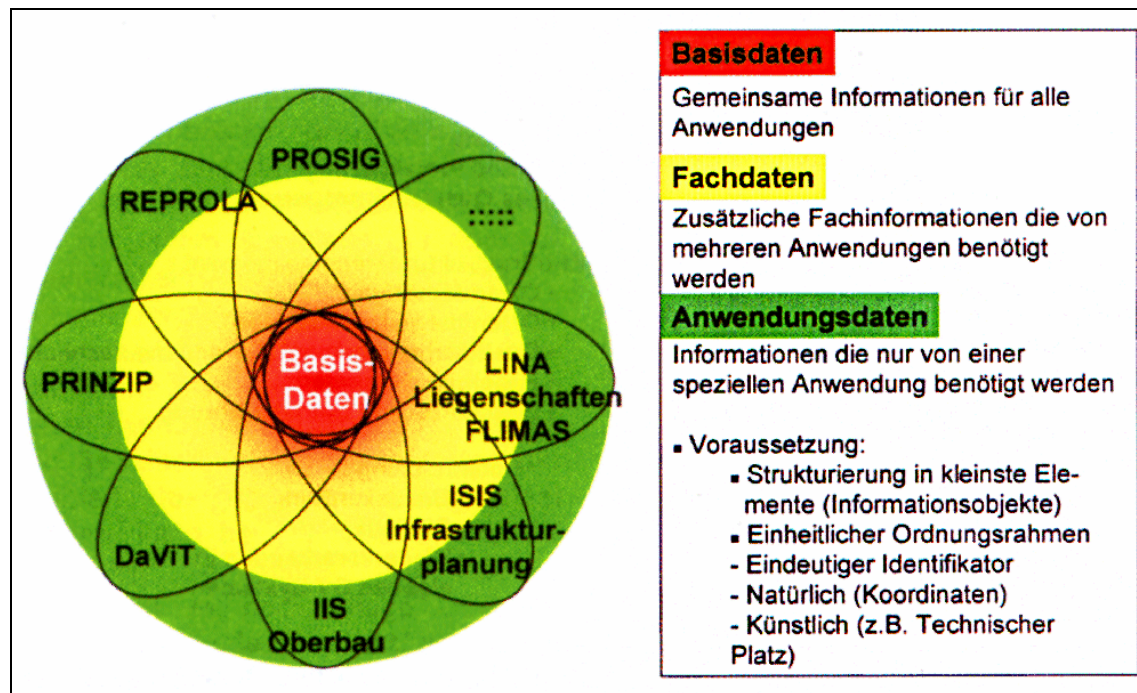 PROSIG
REPROLA
:::::
PRINZIP
Basis-
Daten
LINA
Liegenschaften
FLIMAS
ISIS
Infrastruktur-
planung
DaViT
IIS
Oberbau
Basisdaten
Gemeinsame Informationen für alle
Anwendungen
Fachdaten
Zusätzliche Fachinformationen die von
mehreren Anwendungen benötigt
werden
Anwendungsdaten
Informationen die nur von einer
speziellen Anwendung benötigt werden
▪ Voraussetzung:
▪ Strukturierung in kleinste Ele-
mente (Informationsobjekte)
▪ Einheitlicher Ordnungsrahmen
- Eindeutiger Identifikator
- Natürlich (Koordinaten)
- Künstlich (z.B. Technischer
Platz)